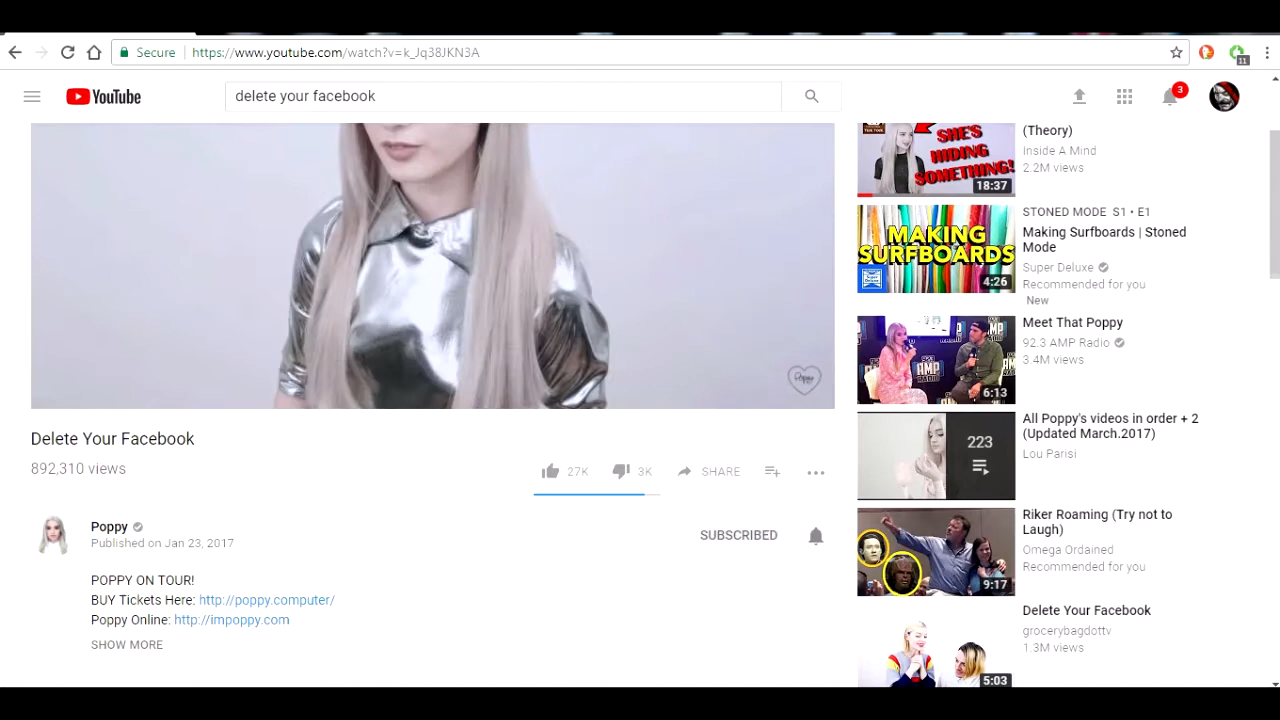 Secure https://www.youtube.com/watch?v=k_Jq38JKN3A
11
YouTube
delete your facebook
3
Poppy
Delete Your Facebook
892,310 views
27K 3K SHARE
Poppy
Published on Jan 23, 2017
SUBSCRIBED
POPPY ON TOUR!
BUY Tickets Here: http://poppy.computer/
Poppy Online: http://impoppy.com
SHOW MORE
SHE'S
HIDING
SOMETHING!
18:37
(Theory)
Inside A Mind
2.2M views
MAKING
SURFBOARDS
4:26
STONED MODE S1 • E1
Making Surfboards | Stoned
Mode
Super Deluxe
Recommended for you
New
AMP
6:13
Meet That Poppy
92.3 AMP Radio
3.4M views
223
All Poppy's videos in order + 2
(Updated March.2017)
Lou Parisi
9:17
Riker Roaming (Try not to
Laugh)
Omega Ordained
Recommended for you
5:03
Delete Your Facebook
grocerybagdottv
1.3M views